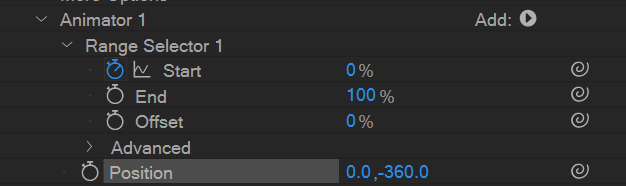 Animator 1 Add:
Range Selector 1
Start 0%
End 100%
Offset 0%
Advanced
Position 0.0,-360.0